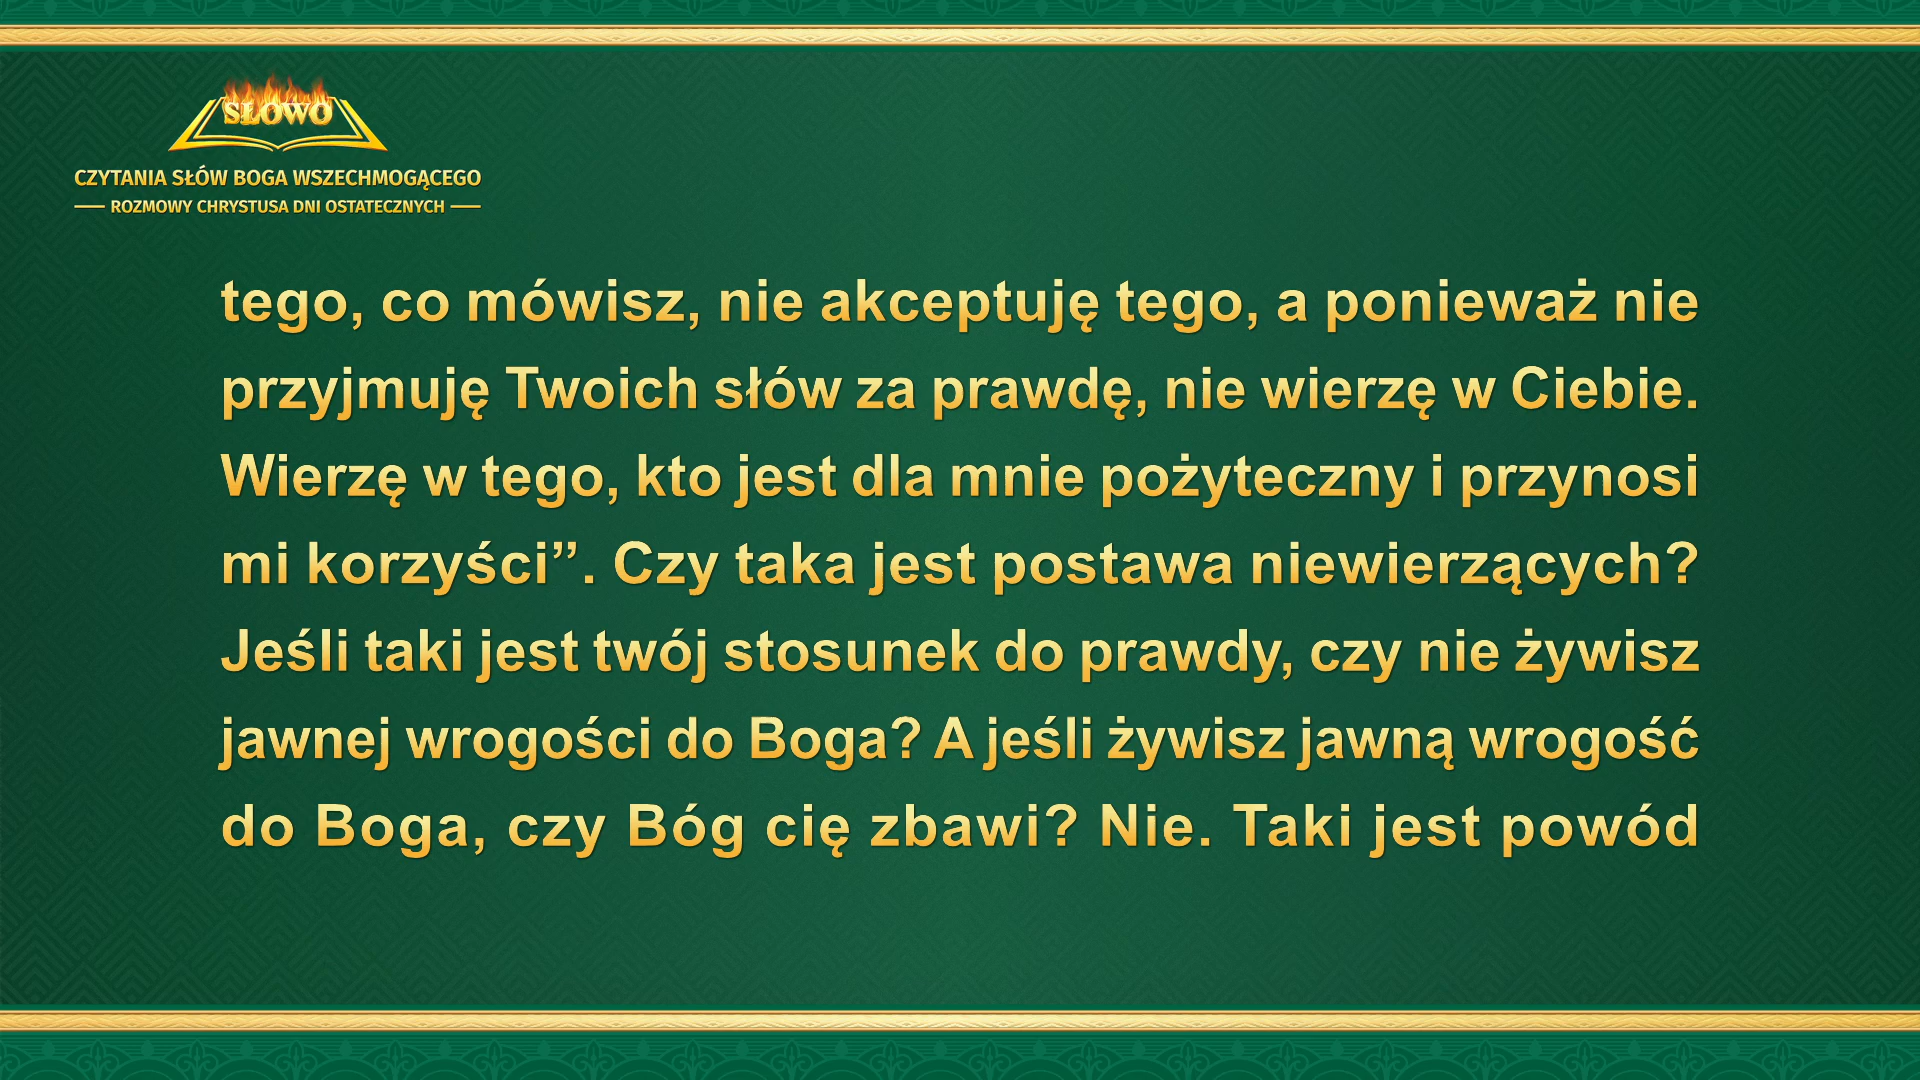 SŁOWO
CZYTANIA SŁÓW BOGA WSZECHMOGĄCEGO
ROZMOWY CHRYSTUSA DNI OSTATECZNYCH
tego, co mówisz, nie akceptuję tego, a ponieważ nie
przyjmuję Twoich słów za prawdę, nie wierzę w Ciebie.
Wierzę w tego, kto jest dla mnie pożyteczny i przynosi
mi korzyści”. Czy taka jest postawa niewierzących?
Jeśli taki jest twój stosunek do prawdy, czy nie żywisz
jawnej wrogości do Boga? A jeśli żywisz jawną wrogość
do Boga, czy Bóg cię zbawi? Nie. Taki jest powód